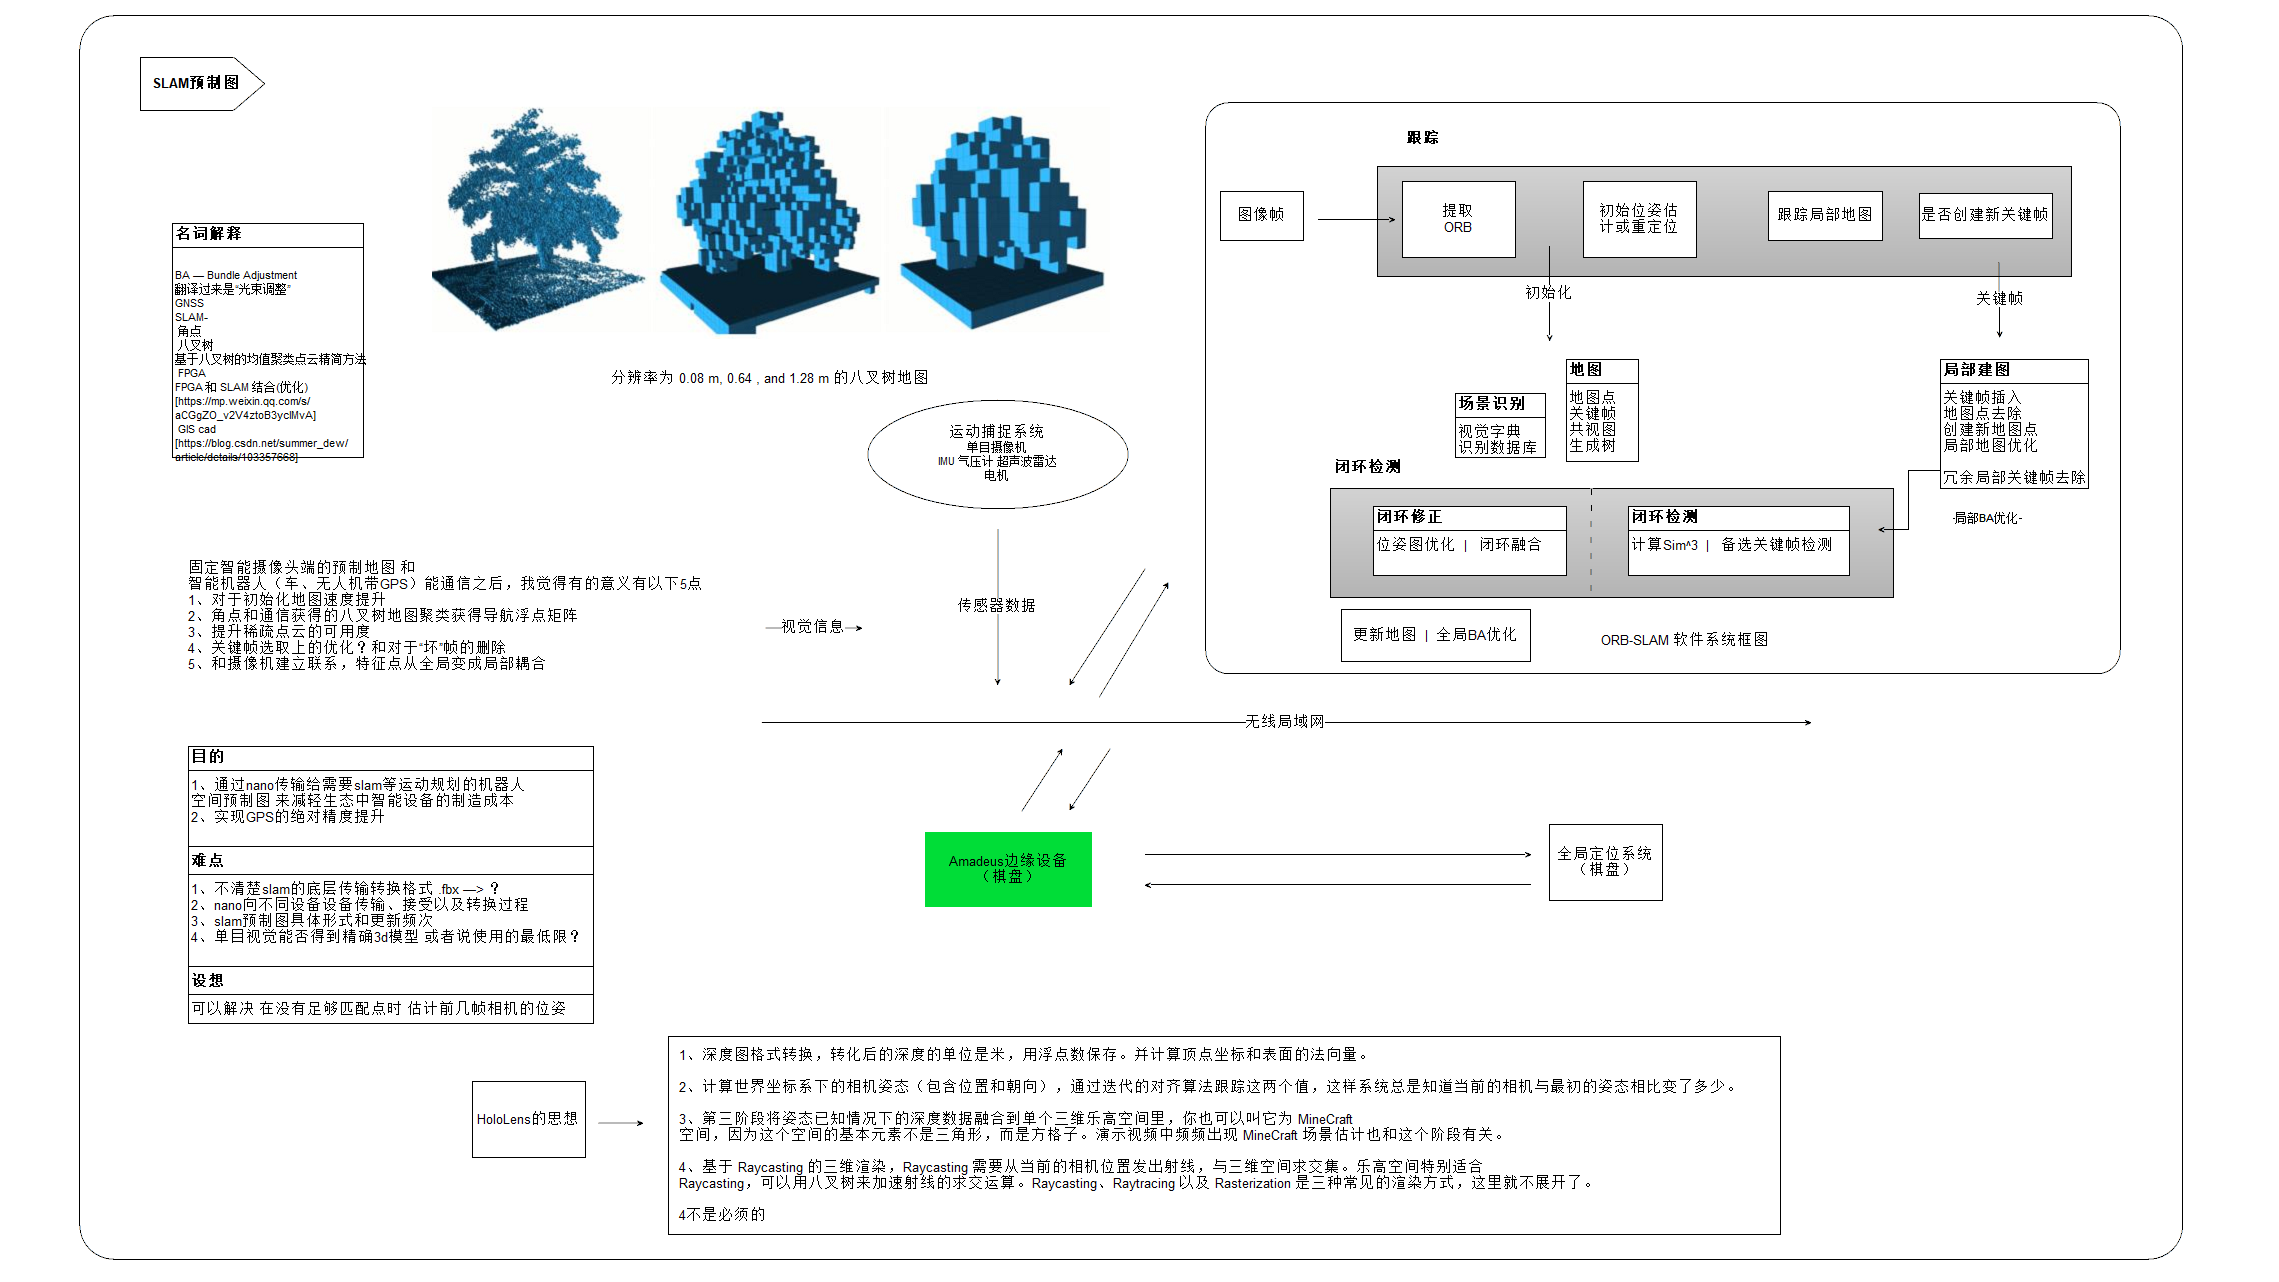 SLAM预制图
名词解释
BA — Bundle Adjustment
翻译过来是“光束调整”
GNSS
SLAM-
角点
八叉树
基于八叉树的均值聚类点云精简方法
FPGA
FPGA 和 SLAM 结合(优化)
[https://mp.weixin.qq.com/s/
aCGgZO_v2V4ztoB3yclMvA]
GIS cad
[https://blog.csdn.net/summer_dew/
article/details/103357668]
分辨率为 0.08 m, 0.64 , and 1.28 m 的八叉树地图
运动捕捉系统
单目摄像机
IMU 气压计 超声波雷达
电机
跟踪
图像帧
提取
ORB
初始位姿估
计或重定位
跟踪局部地图
是否创建新关键帧
初始化
关键帧
地图
地图点
关键帧
共视图
生成树
场景识别
视觉字典
识别数据库
局部建图
关键帧插入
地图点去除
创建新地图点
局部地图优化
冗余局部关键帧去除
-局部BA优化-
闭环检测
闭环修正
位姿图优化 | 闭环融合
闭环检测
计算Sim^3 | 备选关键帧检测
更新地图 | 全局BA优化
ORB-SLAM 软件系统框图
固定智能摄像头端的预制地图 和
智能机器人（车、无人机带GPS）能通信之后，我觉得有的意义有以下5点
1、对于初始化地图速度提升
2、角点和通信获得的八叉树地图聚类获得导航浮点矩阵
3、提升稀疏点云的可用度
4、关键帧选取上的优化？和对于“坏”帧的删除
5、和摄像机建立联系，特征点从全局变成局部耦合
视觉信息
传感器数据
无线局域网
目的
1、通过nano传输给需要slam等运动规划的机器人
空间预制图 来减轻生态中智能设备的制造成本
2、实现GPS的绝对精度提升
难点
1、不清楚slam的底层传输转换格式 .fbx —> ？
2、nano向不同设备设备传输、接受以及转换过程
3、slam预制图具体形式和更新频次
4、单目视觉能否得到精确3d模型 或者说使用的最低限？
设想
可以解决 在没有足够匹配点时 估计前几帧相机的位姿
Amadeus边缘设备
（棋盘）
全局定位系统
（棋盘）
HoloLens的思想
1、深度图格式转换，转化后的深度的单位是米，用浮点数保存。并计算顶点坐标和表面的法向量。
2、计算世界坐标系下的相机姿态（包含位置和朝向），通过迭代的对齐算法跟踪这两个值，这样系统总是知道当前的相机与最初的姿态相比变了多少。
3、第三阶段将姿态已知情况下的深度数据融合到单个三维乐高空间里，你也可以叫它为 MineCraft
空间，因为这个空间的基本元素不是三角形，而是方格子。演示视频中频频出现 MineCraft 场景估计也和这个阶段有关。
4、基于 Raycasting 的三维渲染，Raycasting 需要从当前的相机位置发出射线，与三维空间求交集。乐高空间特别适合
Raycasting，可以用八叉树来加速射线的求交运算。Raycasting、Raytracing 以及 Rasterization 是三种常见的渲染方式，这里就不展开了。
4不是必须的